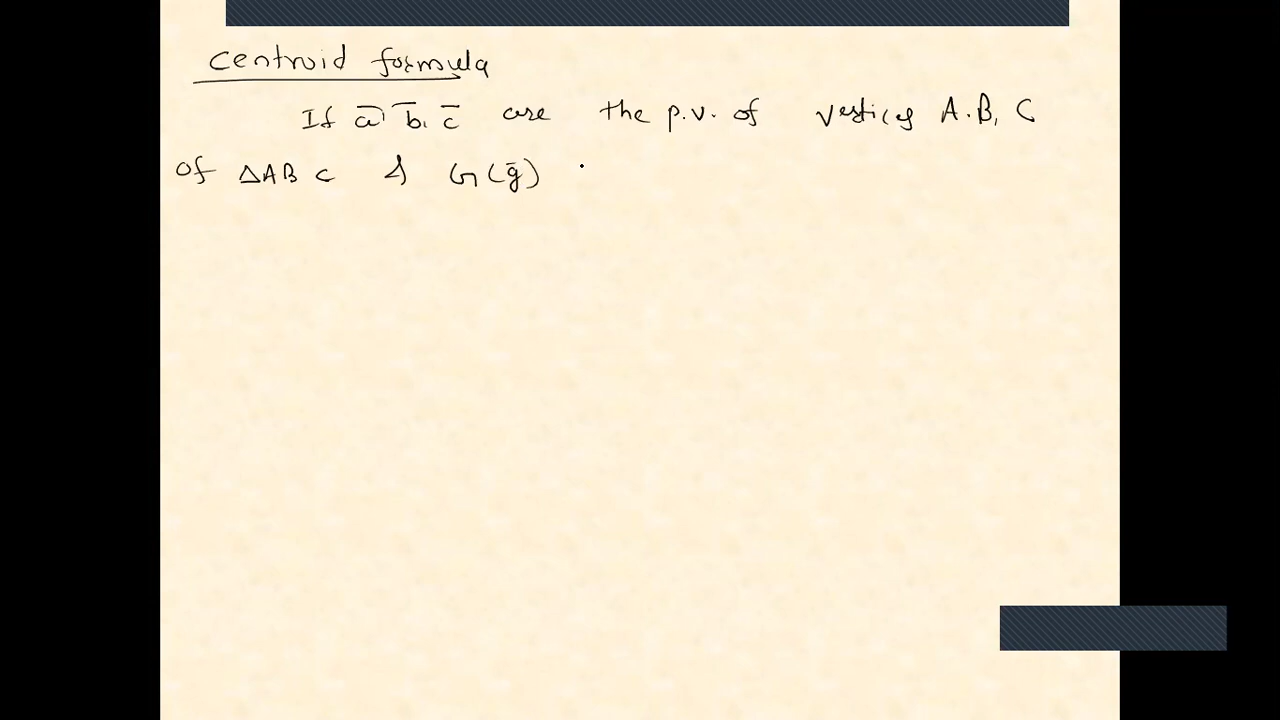 Centroid formula
If a̅, b̅, c̅ are the p.v. of vertices A.B, C
of ΔABC & G(g̅)